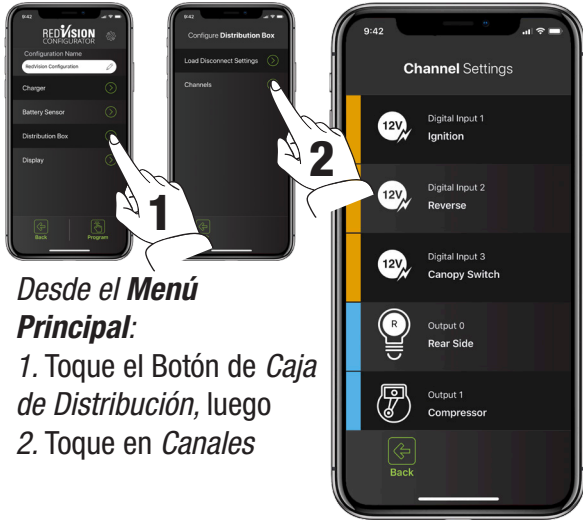 9:42
REDVISION
CONFIGURATOR
Configuration Name
RedVision Configuration
Charger
Battery Sensor
Distribution Box
Display
Back
Program
1
9:42
Configure Distribution Box
Load Disconnect Settings
Channels
2
Desde el Menú
Principal:
1. Toque el Botón de Caja
de Distribución, luego
2. Toque en Canales
9:42
Channel Settings
12V
Digital Input 1
Ignition
12V
Digital Input 2
Reverse
12V
Digital Input 3
Canopy Switch
R
Output 0
Rear Side
Output 1
Compressor
Back